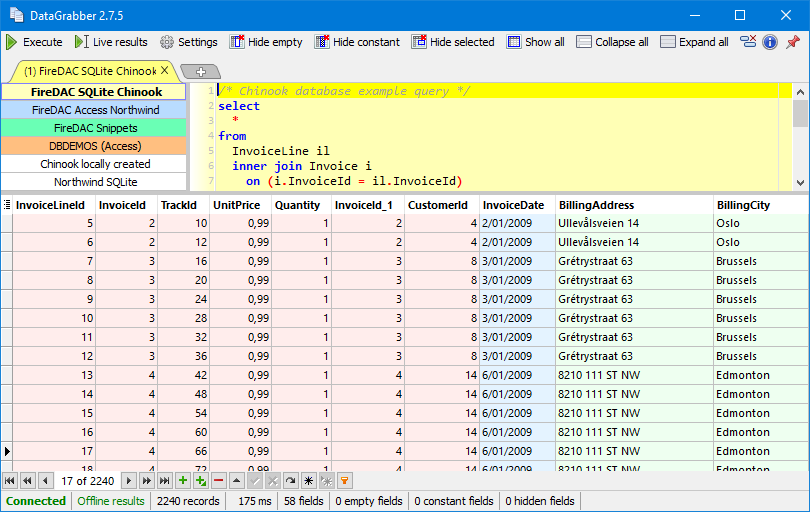 DataGrabber 2.7.5
Execute Live results Settings Hide empty Hide constant Hide selected Show all Collapse all Expand all
(1) FireDAC SQLite Chinook
FireDAC SQLite Chinook
FireDAC Access Northwind
FireDAC Snippets
DBDEMOS (Access)
Chinook locally created
Northwind SQLite
1 /* Chinook database example query */
2 select
3 *
4 from
5 InvoiceLine il
6 inner join Invoice i
7 on (i.InvoiceId = il.InvoiceId)
InvoiceLineId InvoiceId TrackId UnitPrice Quantity InvoiceId_1 CustomerId InvoiceDate BillingAddress BillingCity
5 2 10 0,99 1 2 4 2/01/2009 Ullevålsveien 14 Oslo
6 2 12 0,99 1 2 4 2/01/2009 Ullevålsveien 14 Oslo
7 3 16 0,99 1 3 8 3/01/2009 Grétrystraat 63 Brussels
8 3 20 0,99 1 3 8 3/01/2009 Grétrystraat 63 Brussels
9 3 24 0,99 1 3 8 3/01/2009 Grétrystraat 63 Brussels
10 3 28 0,99 1 3 8 3/01/2009 Grétrystraat 63 Brussels
11 3 32 0,99 1 3 8 3/01/2009 Grétrystraat 63 Brussels
12 3 36 0,99 1 3 8 3/01/2009 Grétrystraat 63 Brussels
13 4 42 0,99 1 4 14 6/01/2009 8210 111 ST NW Edmonton
14 4 48 0,99 1 4 14 6/01/2009 8210 111 ST NW Edmonton
15 4 54 0,99 1 4 14 6/01/2009 8210 111 ST NW Edmonton
16 4 60 0,99 1 4 14 6/01/2009 8210 111 ST NW Edmonton
17 4 66 0,99 1 4 14 6/01/2009 8210 111 ST NW Edmonton
18 4 72 0,99 1 4 14 6/01/2009 8210 111 ST NW Edmonton
17 of 2240
Connected Offline results 2240 records 175 ms 58 fields 0 empty fields 0 constant fields 0 hidden fields